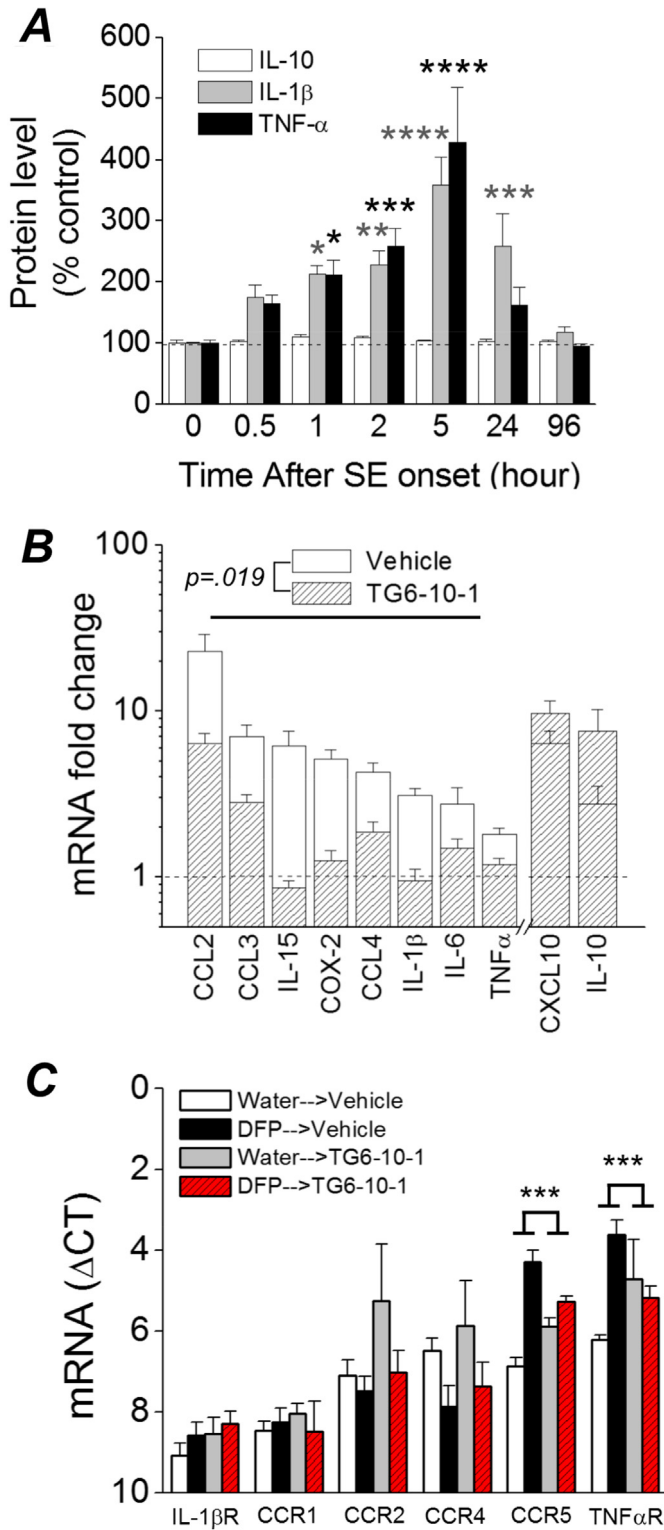 A
600
500
400
300
200
100
0
Protein level
(% control)
IL-10
IL-1β
TNF-α
* *
** ***
**** ****
***
0 0.5 1 2 5 24 96
Time After SE onset (hour)
B
100
10
1
mRNA fold change
p=.019
Vehicle
TG6-10-1
CCL2
CCL3
IL-15
COX-2
CCL4
IL-1β
IL-6
TNFα
CXCL10
IL-10
C
0
2
4
6
8
10
mRNA (ΔCT)
Water-->Vehicle
DFP-->Vehicle
Water-->TG6-10-1
DFP-->TG6-10-1
*** ***
IL-1βR CCR1 CCR2 CCR4 CCR5 TNFαR